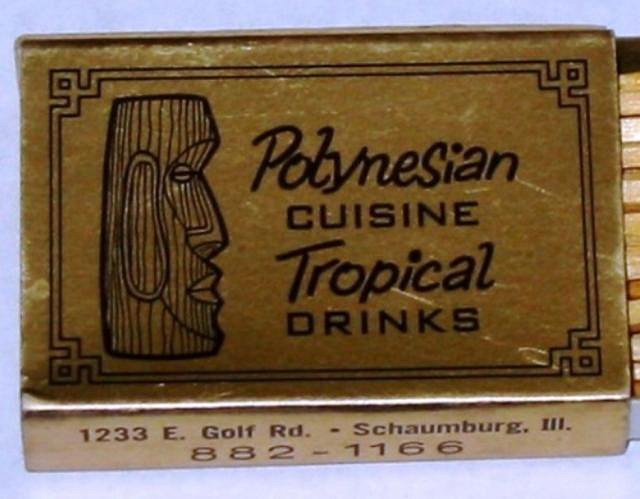 Polynesian
CUISINE
Tropical
DRINKS
1233 E. Golf Rd. - Schaumburg, Ill.
882-1166